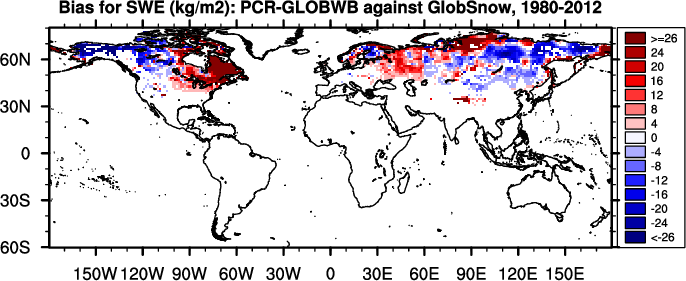 Bias for SWE (kg/m2): PCR-GLOBWB against GlobSnow, 1980-2012
60N
30N
0
30S
60S
150W 120W 90W 60W 30W 0 30E 60E 90E 120E 150E
>=26
24
20
16
12
8
4
0
-4
-8
-12
-16
-20
-24
<-26